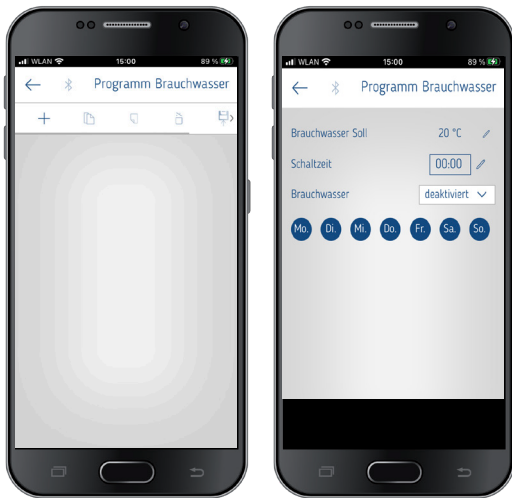 WLAN 15:00 89 %
Programm Brauchwasser
WLAN 15:00 89 %
Programm Brauchwasser
Brauchwasser Soll 20 °C
Schaltzeit 00:00
Brauchwasser deaktiviert
Mo. Di. Mi. Do. Fr. Sa. So.